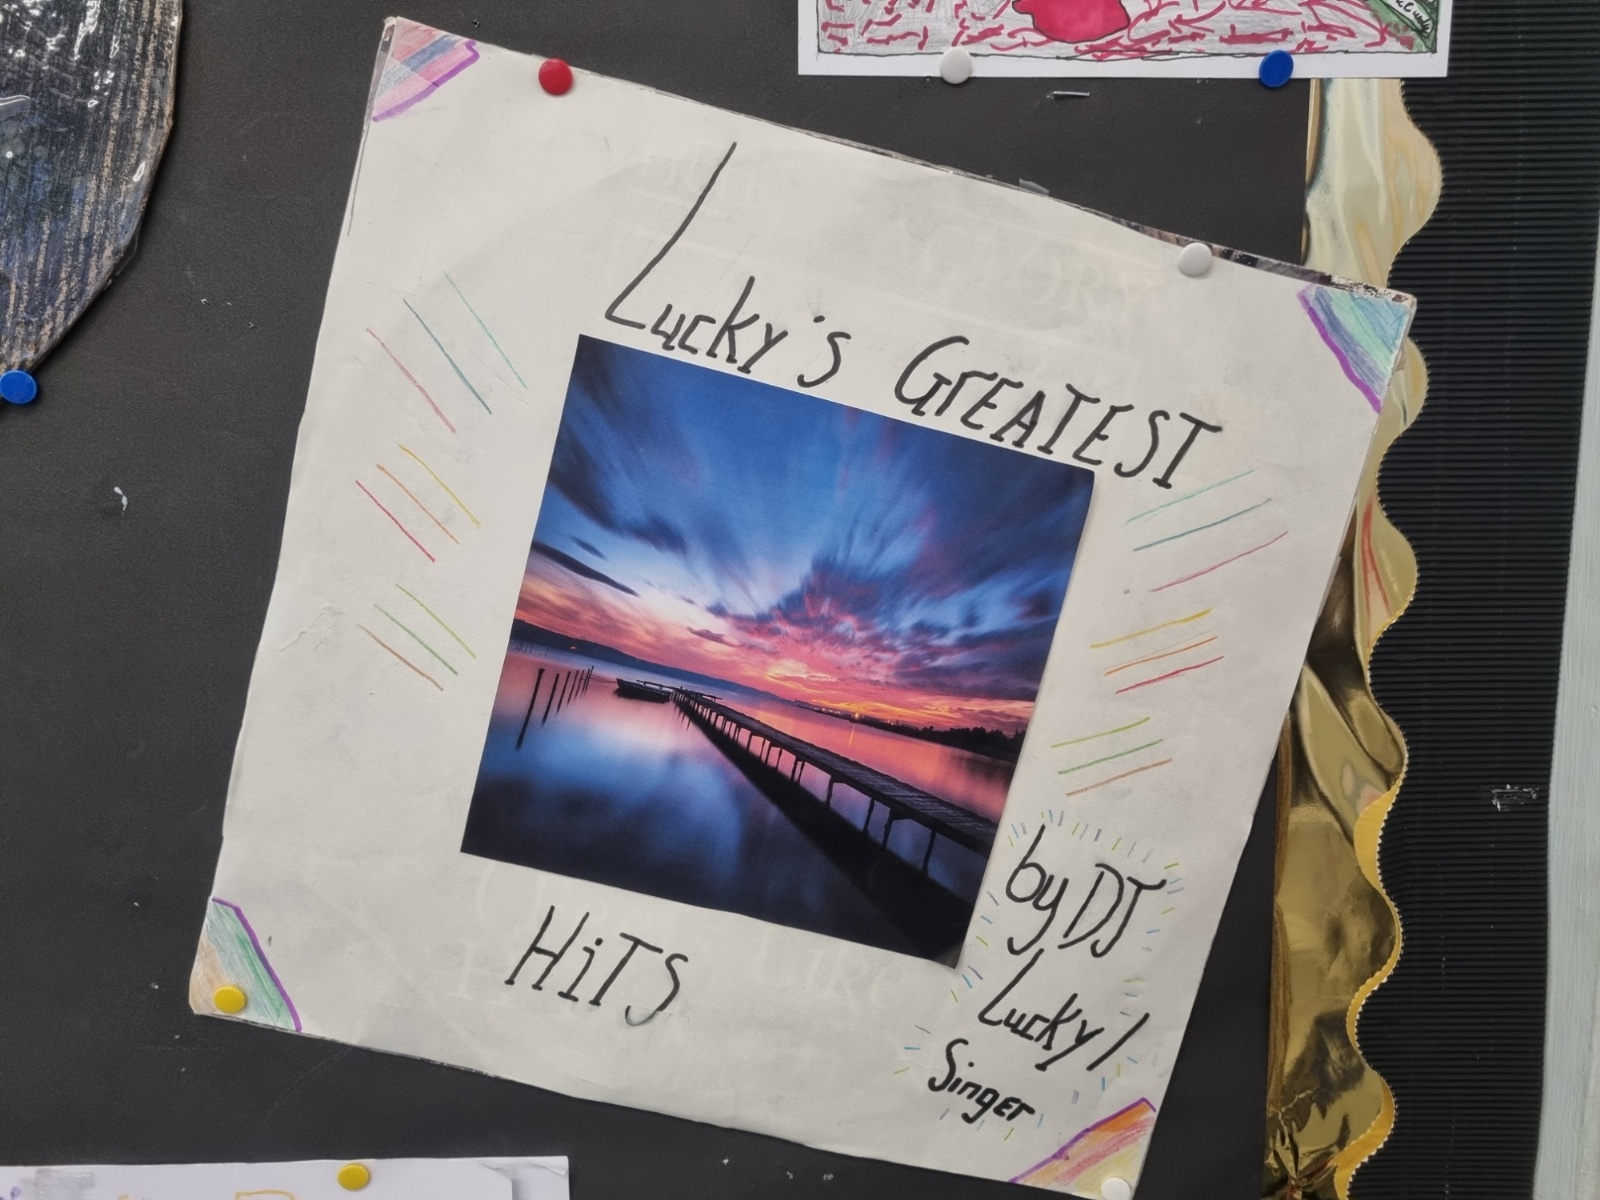 Lucky's GrEATEST
HiTS
by DJ
Lucky/
Singer